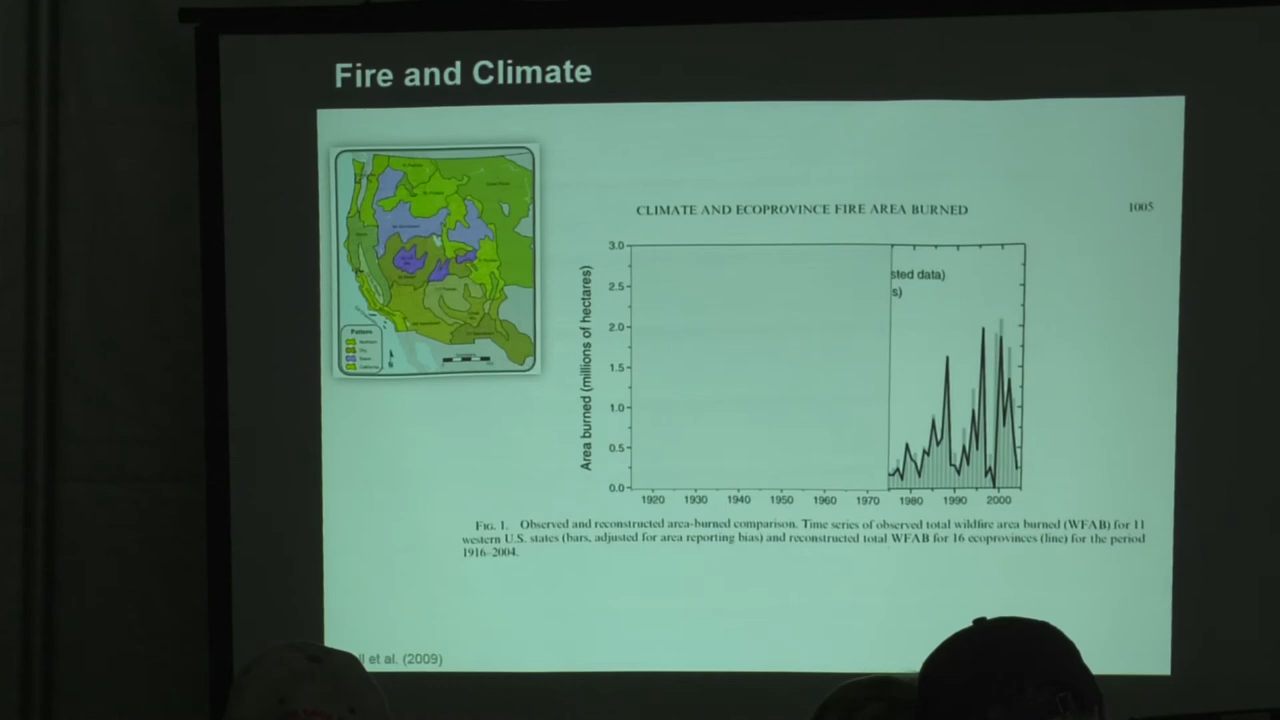 Fire and Climate
CLIMATE AND ECOPROVINCE FIRE AREA BURNED
1005
Area burned (millions of hectares)
3.0
2.5
2.0
1.5
1.0
0.5
0.0
sted data)
s)
1920 1930 1940 1950 1960 1970 1980 1990 2000
FIG. 1. Observed and reconstructed area-burned comparison. Time series of observed total wildfire area burned (WFAB) for 11
western U.S. states (bars, adjusted for area reporting bias) and reconstructed total WFAB for 16 ecoprovinces (line) for the period
1916–2004.
ll et al. (2009)